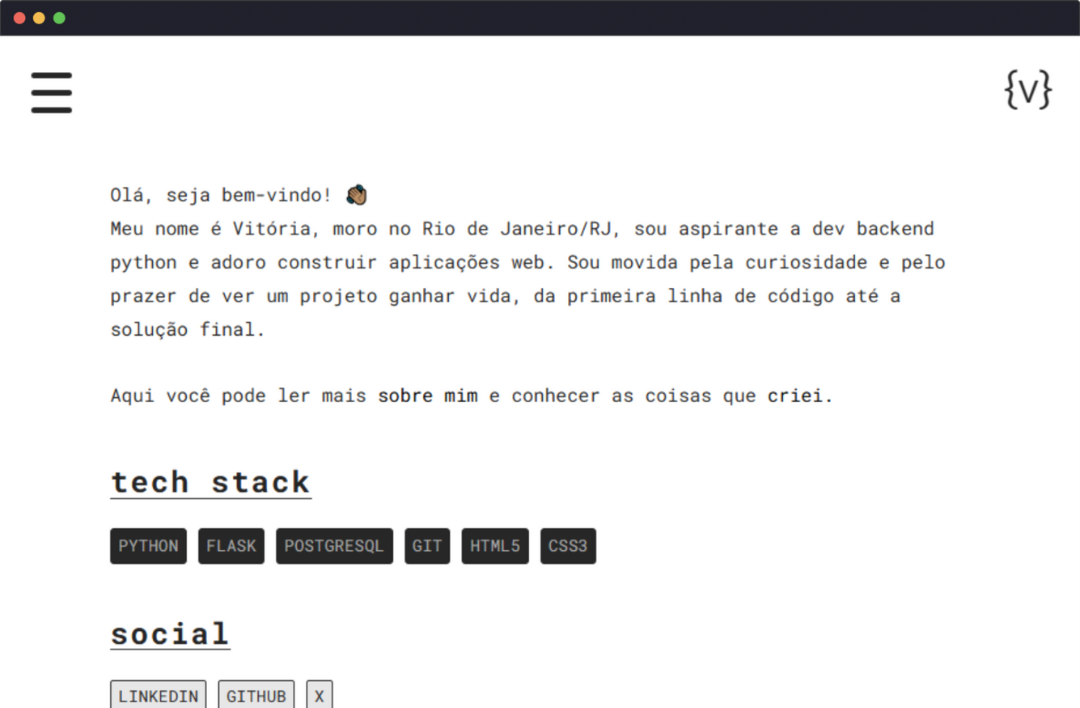 {V}
Olá, seja bem-vindo! 👋🏽
Meu nome é Vitória, moro no Rio de Janeiro/RJ, sou aspirante a dev backend
python e adoro construir aplicações web. Sou movida pela curiosidade e pelo
prazer de ver um projeto ganhar vida, da primeira linha de código até a
solução final.
Aqui você pode ler mais sobre mim e conhecer as coisas que criei.
tech stack
PYTHON FLASK POSTGRESQL GIT HTML5 CSS3
social
LINKEDIN GITHUB X